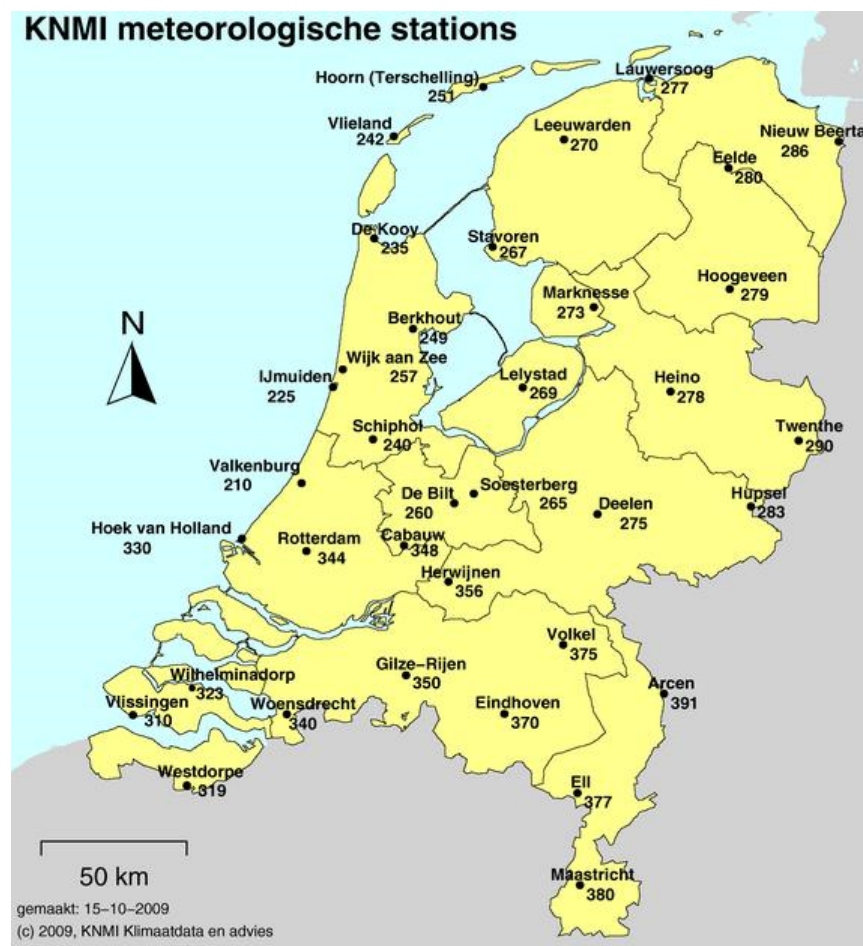 KNMI meteorologische stations
Hoorn (Terschelling)
251
Lauwersoog
277
Vlieland
242
Leeuwarden
270
Nieuw Beerta
286
Eelde
280
De Kooy
235
Stavoren
267
Hoogeveen
279
Marknesse
273
N
Berkhout
249
Wijk aan Zee
257
IJmuiden
225
Lelystad
269
Heino
278
Schiphol
240
Twenthe
290
Valkenburg
210
De Bilt
260
Soesterberg
265
Deelen
275
Hupsel
283
Hoek van Holland
330
Rotterdam
344
Cabauw
348
Herwijnen
356
Volkel
375
Gilze-Rijen
350
Wilhelminadorp
323
Arcen
391
Vlissingen
310
Woensdrecht
340
Eindhoven
370
Westdorpe
319
Ell
377
50 km
Maastricht
380
gemaakt: 15-10-2009
(c) 2009, KNMI Klimaatdata en advies